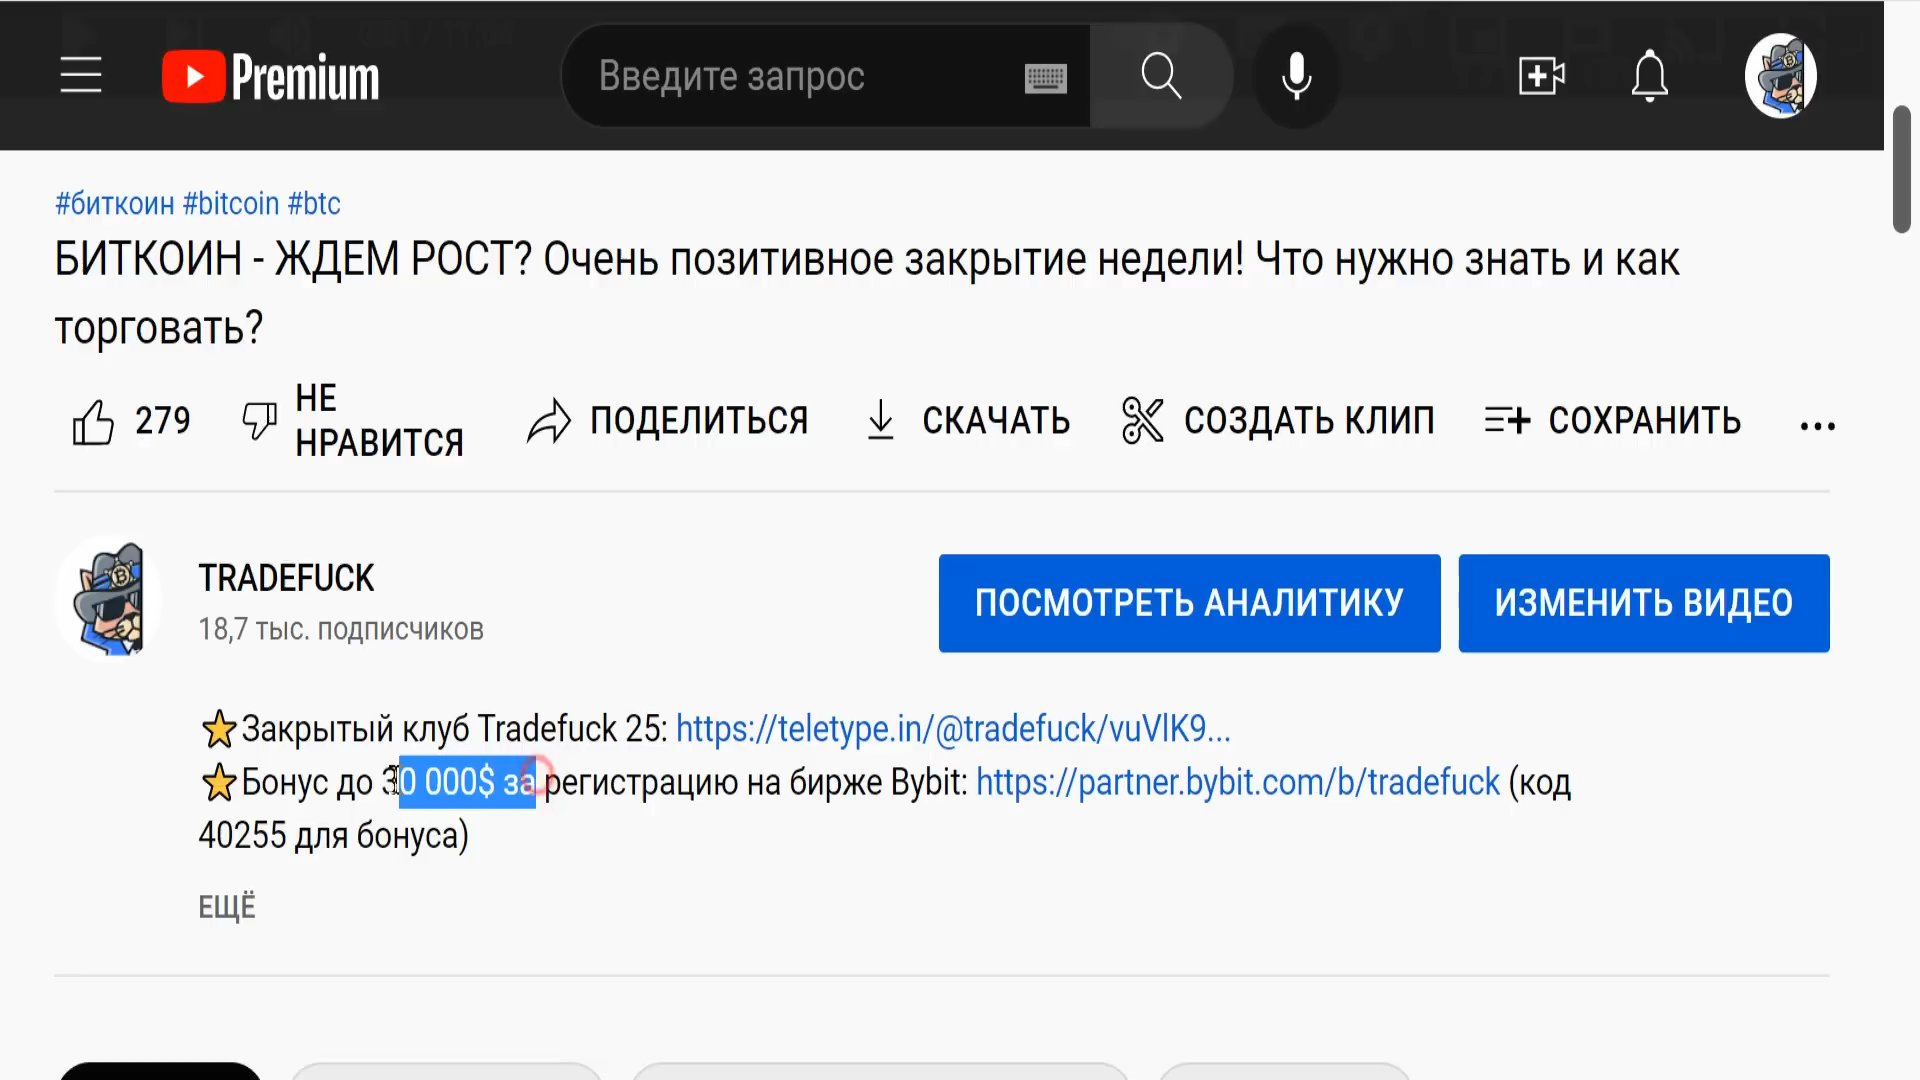 Premium
Введите запрос
#биткоин #bitcoin #btc
БИТКОИН - ЖДЕМ РОСТ? Очень позитивное закрытие недели! Что нужно знать и как
торговать?
279 НЕ НРАВИТСЯ ПОДЕЛИТЬСЯ СКАЧАТЬ СОЗДАТЬ КЛИП СОХРАНИТЬ ...
TRADEFUCK
18,7 тыс. подписчиков
ПОСМОТРЕТЬ АНАЛИТИКУ ИЗМЕНИТЬ ВИДЕО
⭐Закрытый клуб Tradefuck 25: https://teletype.in/@tradefuck/vuVlK9...
⭐Бонус до 30 000$ за регистрацию на бирже Bybit: https://partner.bybit.com/b/tradefuck (код
40255 для бонуса)
ЕЩЁ